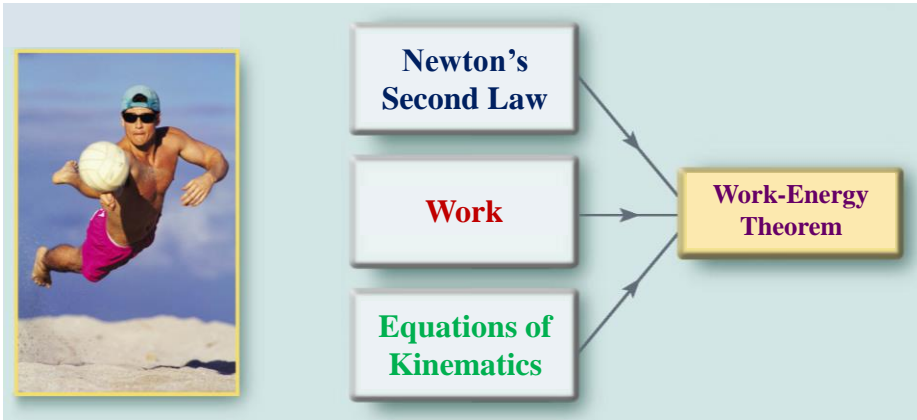 Newton's
Second Law
Work
Equations of
Kinematics
Work-Energy
Theorem